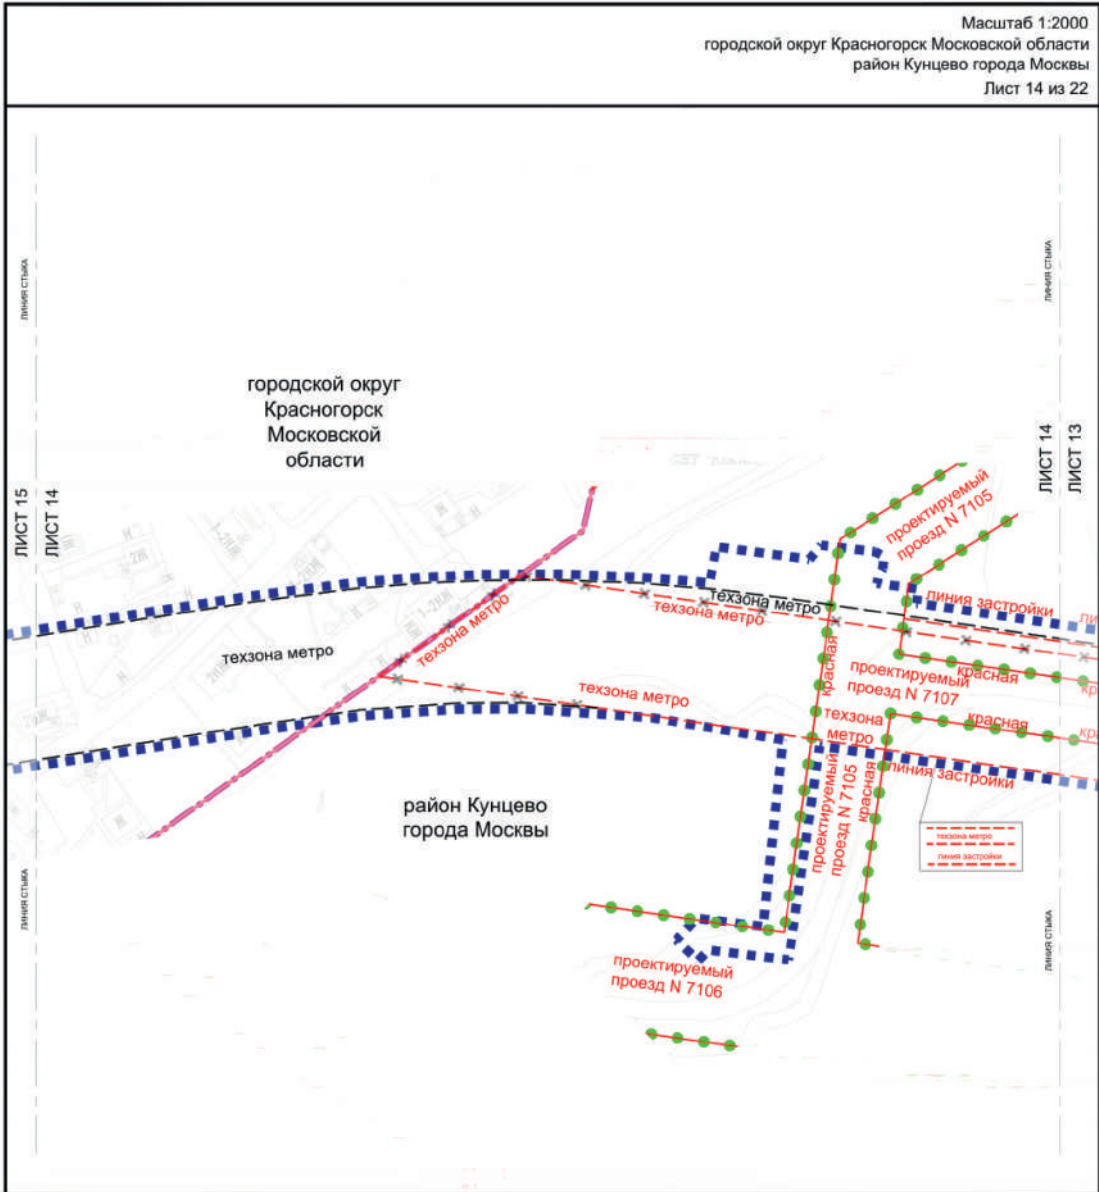 Масштаб 1:2000
городской округ Красногорск Московской области
район Кунцево города Москвы
Лист 14 из 22
ЛИНИЯ СТЫКА
ЛИНИЯ СТЫКА
городской округ
Красногорск
Московской
области
ЛИСТ 15
ЛИСТ 14
ЛИСТ 14
ЛИСТ 13
проектируемый
проезд N 7105
техзона метро
техзона метро
линия застройки
техзона метро
техзона метро
красная
проектируемый
проезд N 7107
красная
техзона метро
техзона
метро
красная
линия застройки
район Кунцево
города Москвы
проектируемый
проезд N 7105
красная
техзона метро
линия застройки
ЛИНИЯ СТЫКА
ЛИНИЯ СТЫКА
проектируемый
проезд N 7106